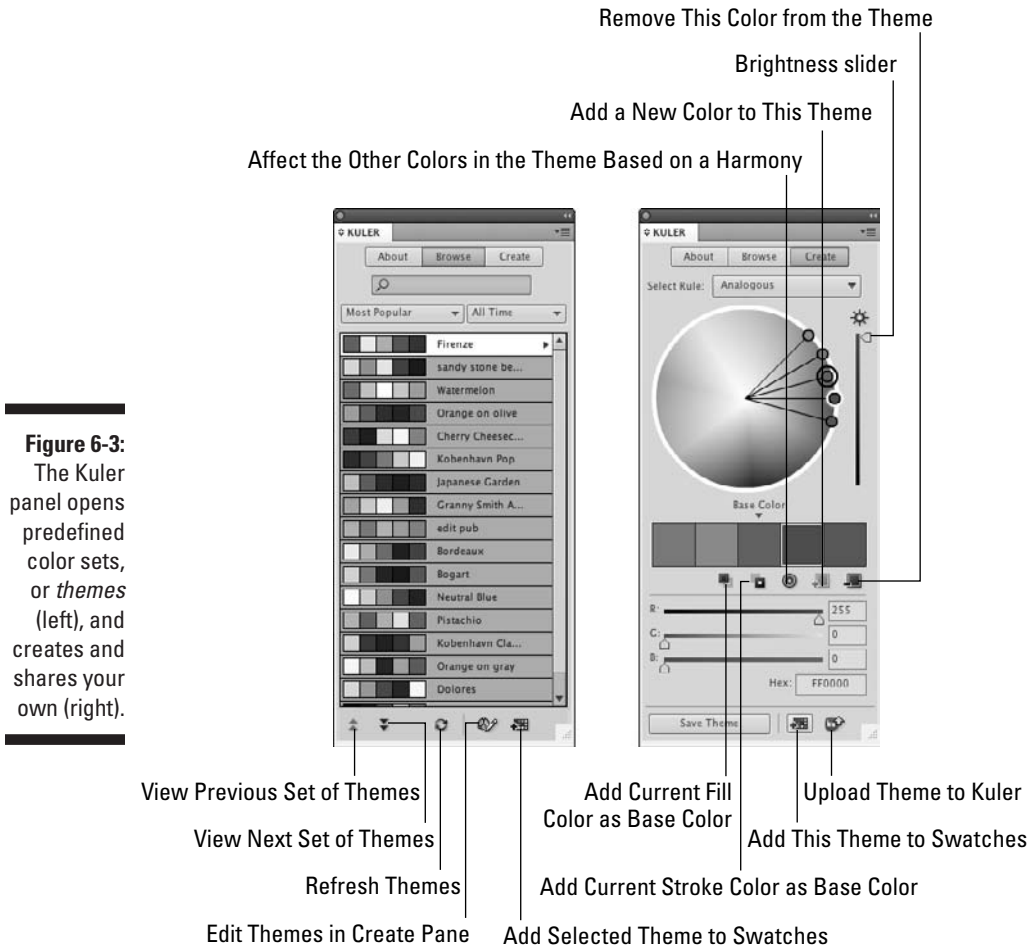 Remove This Color from the Theme
Brightness slider
Add a New Color to This Theme
Affect the Other Colors in the Theme Based on a Harmony
KULER
About Browse Create
Most Popular All Time
Firenze
sandy stone be...
Watermelon
Orange on olive
Cherry Cheesec...
Kobenhavn Pop
Japanese Garden
Granny Smith A...
edit pub
Bordeaux
Bogart
Neutral Blue
Pistachio
Kobenhavn Cla...
Orange on gray
Dolores
KULER
About Browse Create
Select Rule: Analogous
Base Color
R: 255
G: 0
B: 0
Hex: FF0000
Save Theme
Figure 6-3:
The Kuler
panel opens
predefined
color sets,
or themes
(left), and
creates and
shares your
own (right).
View Previous Set of Themes
View Next Set of Themes
Refresh Themes
Edit Themes in Create Pane
Add Selected Theme to Swatches
Add Current Fill
Color as Base Color
Add Current Stroke Color as Base Color
Upload Theme to Kuler
Add This Theme to Swatches